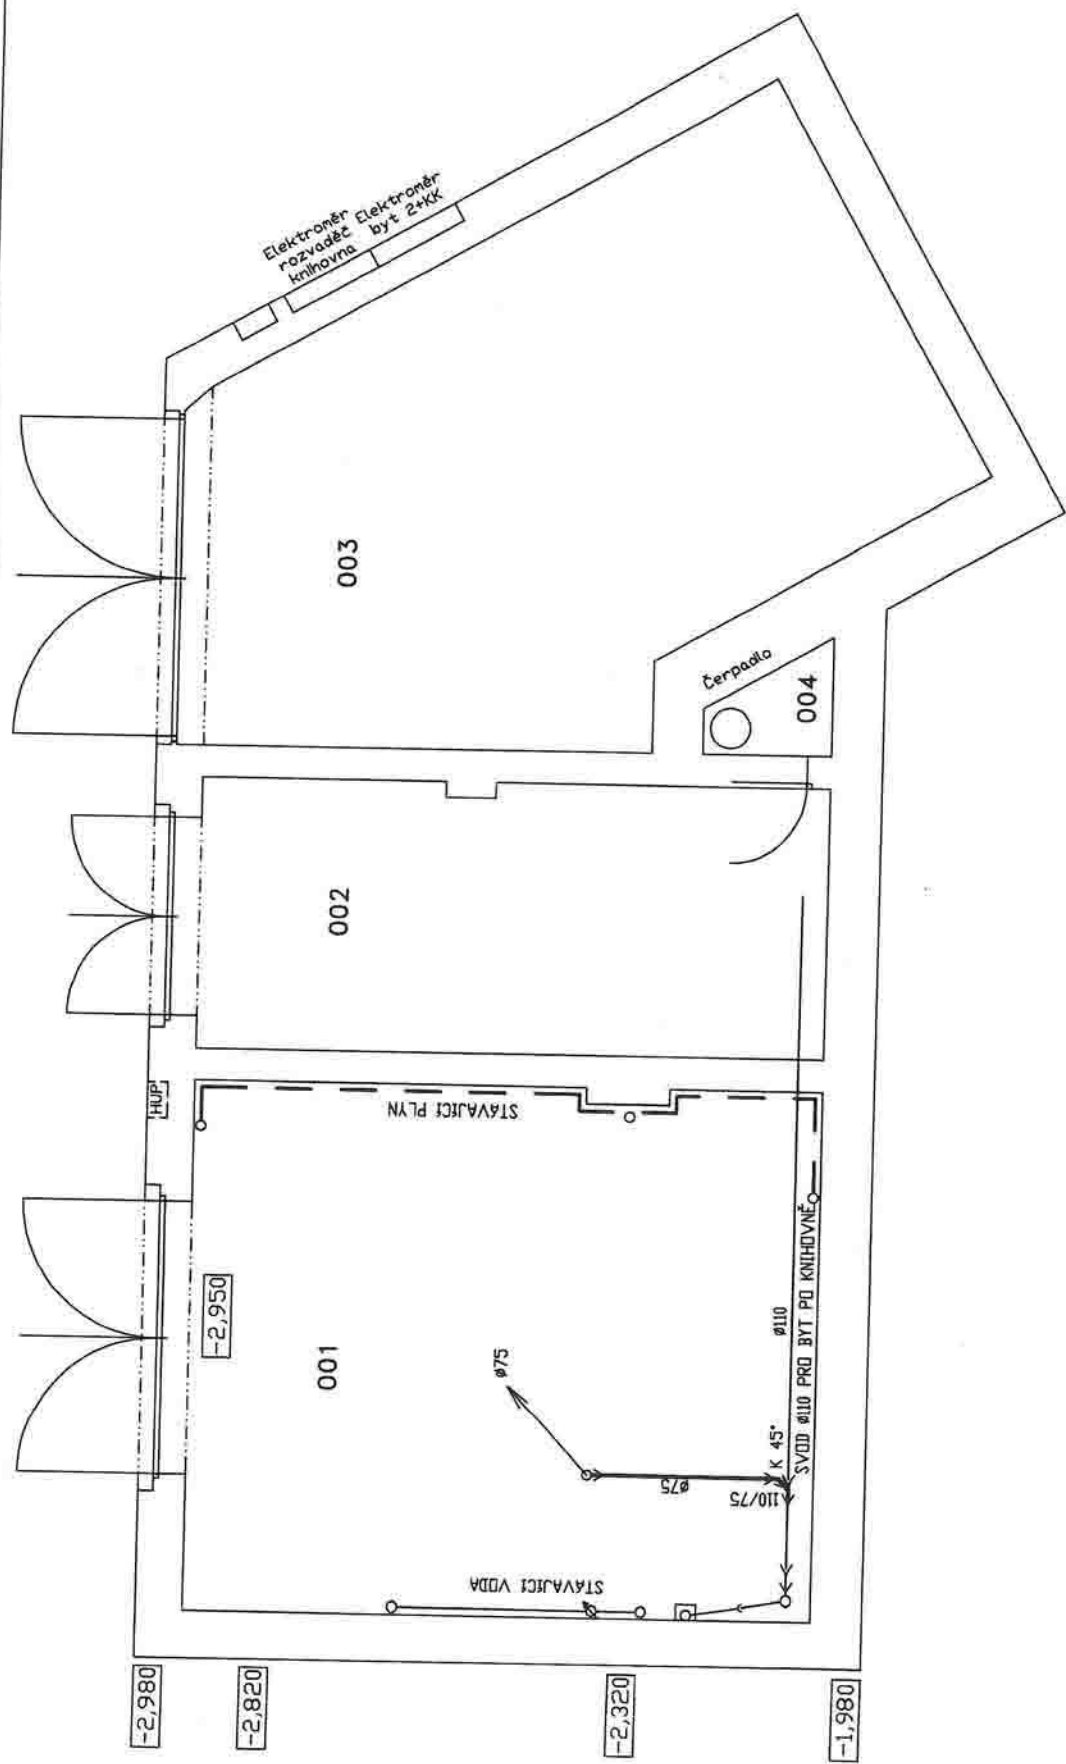 Elektroměr
rozvaděč
knihovna
Elektroměr
byt 2+KK
003
Čerpadlo
004
002
HUP
STÁVAJÍCÍ PLYN
-2,950
001
ø75
ø75
110/75
K 45°
ø110
SVOD ø110 PRO BYT PO KNIHOVNĚ
STÁVAJÍCÍ VODA
-2,980
-2,820
-2,320
-1,980